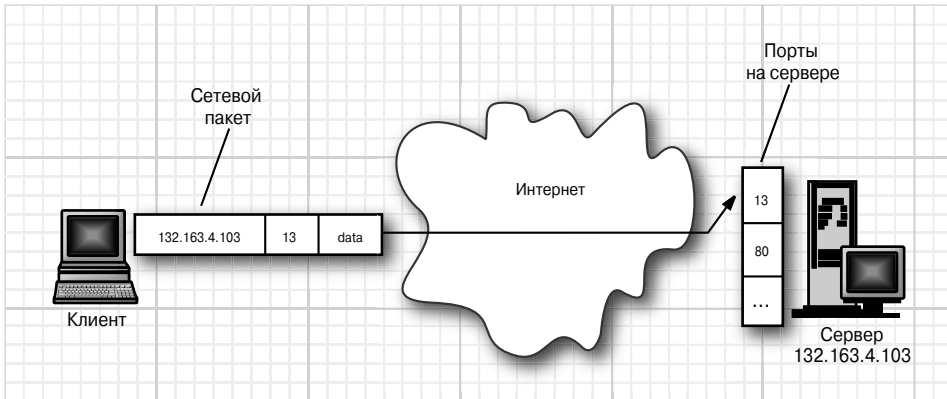 Порты
на сервере
Сетевой
пакет
Интернет
132.163.4.103 13 data
13
80
...
Клиент
Сервер
132.163.4.103